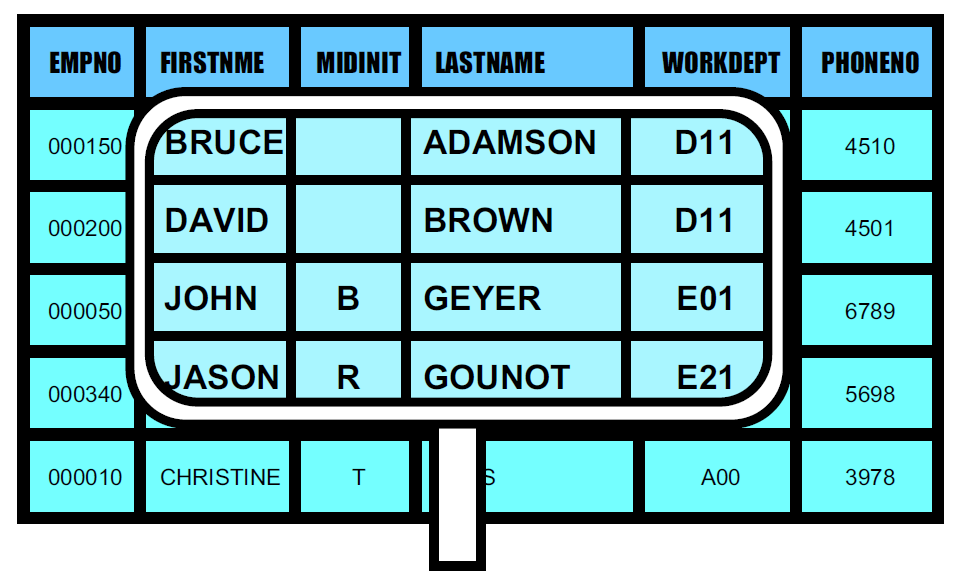 EMPNO FIRSTNME MIDINIT LASTNAME WORKDEPT PHONENO
000150 BRUCE ADAMSON D11 4510
000200 DAVID BROWN D11 4501
000050 JOHN B GEYER E01 6789
000340 JASON R GOUNOT E21 5698
000010 CHRISTINE T S A00 3978